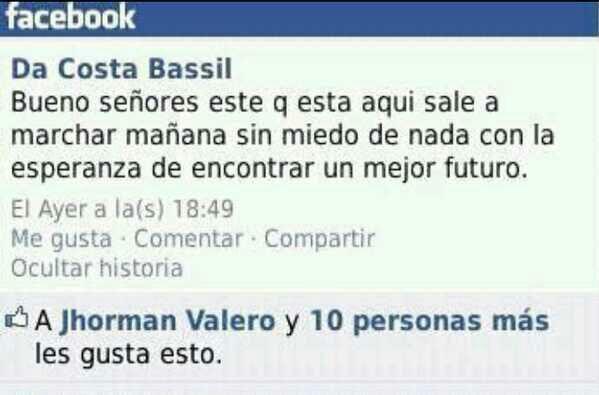 facebook
Da Costa Bassil
Bueno señores este q esta aqui sale a
marchar mañana sin miedo de nada con la
esperanza de encontrar un mejor futuro.
El Ayer a la(s) 18:49
Me gusta · Comentar · Compartir
Ocultar historia
A Jhorman Valero y 10 personas más
les gusta esto.